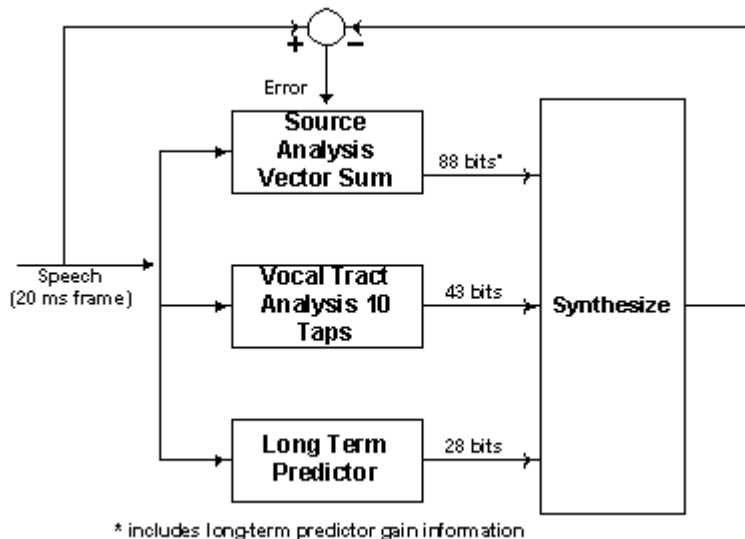 + −
Error
Source
Analysis
Vector Sum
88 bits*
Speech
(20 ms frame)
Vocal Tract
Analysis 10
Taps
43 bits
Synthesize
Long Term
Predictor
28 bits
* includes long-term predictor gain information